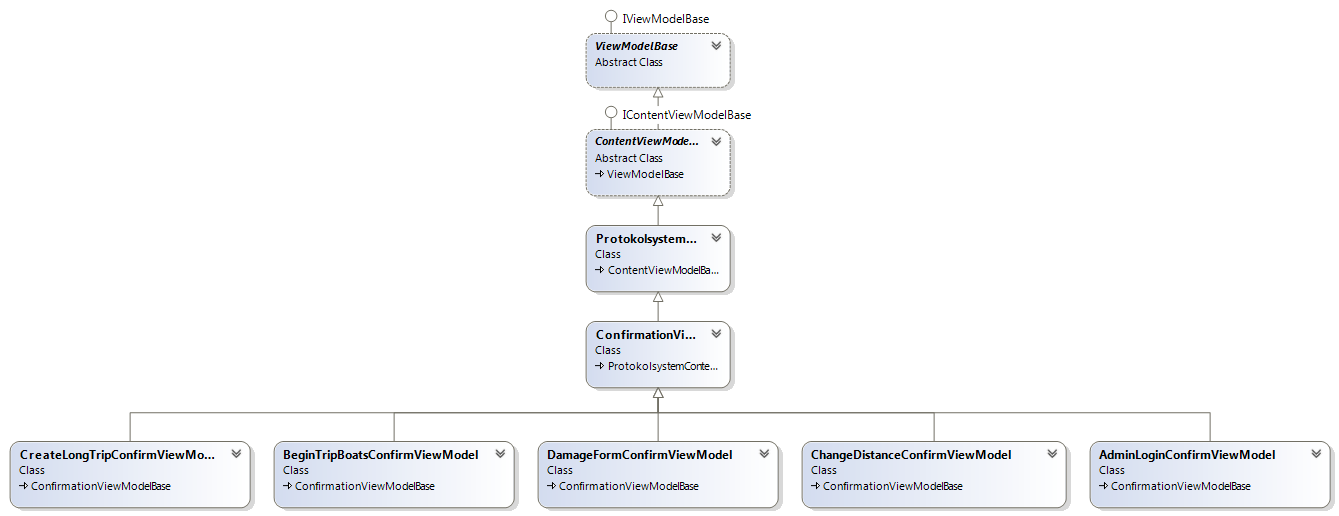 IViewModelBase
ViewModelBase
Abstract Class
IContentViewModelBase
ContentViewMode...
Abstract Class
ViewModelBase
Protokolsystem...
Class
ContentViewModelBa...
ConfirmationVi...
Class
ProtokolsystemConte...
CreateLongTripConfirmViewMo...
Class
ConfirmationViewModelBase
BeginTripBoatsConfirmViewModel
Class
ConfirmationViewModelBase
DamageFormConfirmViewModel
Class
ConfirmationViewModelBase
ChangeDistanceConfirmViewModel
Class
ConfirmationViewModelBase
AdminLoginConfirmViewModel
Class
ConfirmationViewModelBase